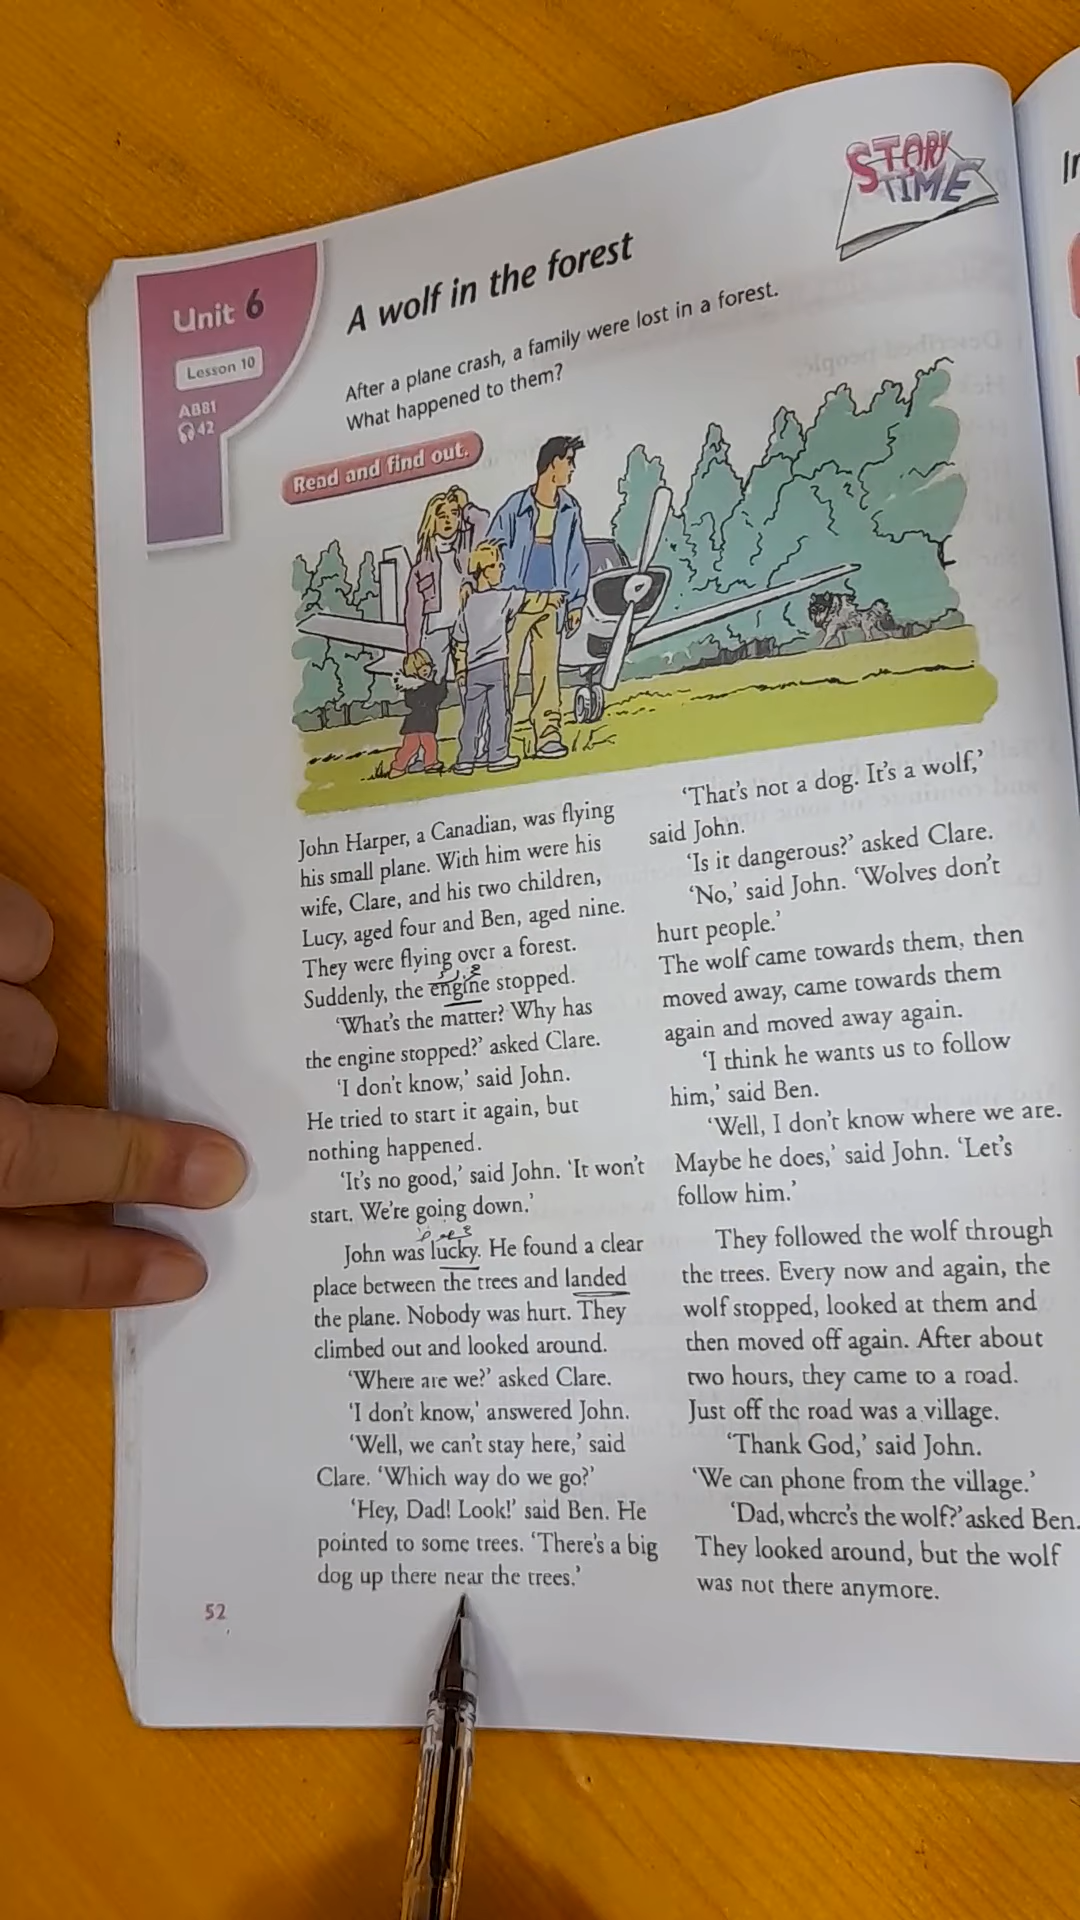 STORY
TIME
Unit 6
Lesson 10
AB81
42
A wolf in the forest
After a plane crash, a family were lost in a forest.
What happened to them?
Read and find out.
John Harper, a Canadian, was flying
his small plane. With him were his
wife, Clare, and his two children,
Lucy, aged four and Ben, aged nine.
They were flying over a forest.
Suddenly, the engine stopped.
‘What's the matter? Why has
the engine stopped?’ asked Clare.
‘I don't know,’ said John.
He tried to start it again, but
nothing happened.
‘It's no good,’ said John. ‘It won't
start. We're going down.’
John was lucky. He found a clear
place between the trees and landed
the plane. Nobody was hurt. They
climbed out and looked around.
‘Where are we?’ asked Clare.
‘I don't know,’ answered John.
‘Well, we can't stay here,’ said
Clare. ‘Which way do we go?’
‘Hey, Dad! Look!’ said Ben. He
pointed to some trees. ‘There's a big
dog up there near the trees.’
52
‘That's not a dog. It's a wolf,’
said John.
‘Is it dangerous?’ asked Clare.
‘No,’ said John. ‘Wolves don't
hurt people.’
The wolf came towards them, then
moved away, came towards them
again and moved away again.
‘I think he wants us to follow
him,’ said Ben.
‘Well, I don't know where we are.
Maybe he does,’ said John. ‘Let's
follow him.’
They followed the wolf through
the trees. Every now and again, the
wolf stopped, looked at them and
then moved off again. After about
two hours, they came to a road.
Just off the road was a village.
‘Thank God,’ said John.
‘We can phone from the village.’
‘Dad, where's the wolf?’ asked Ben.
They looked around, but the wolf
was not there anymore.